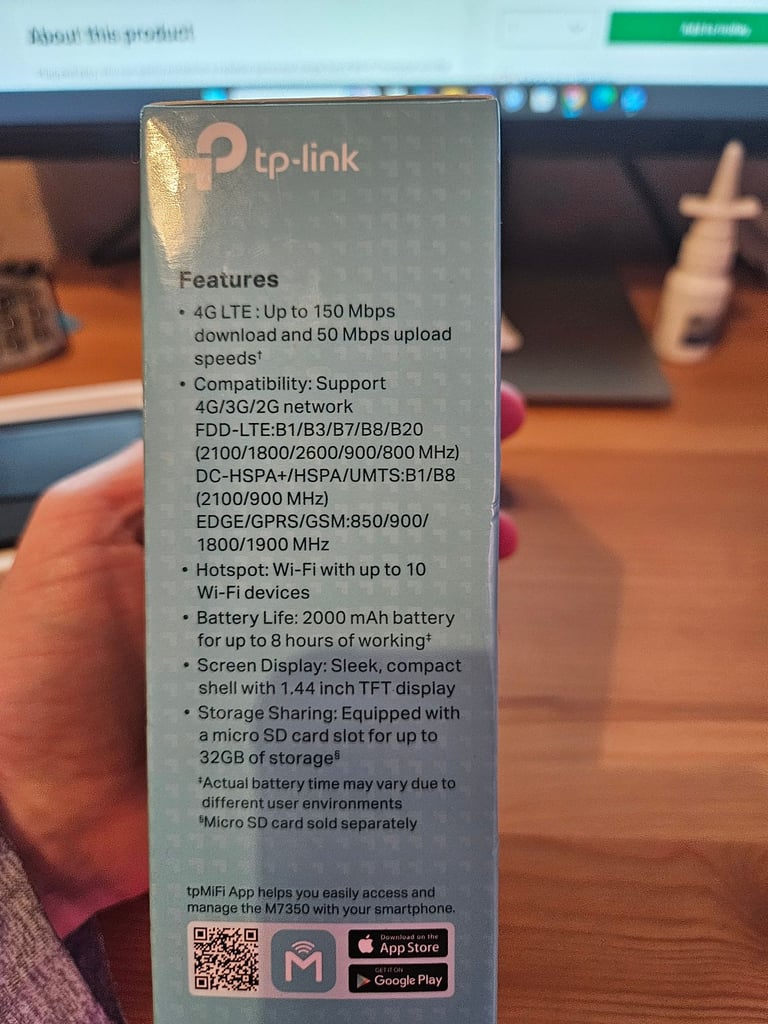 About this product
tp-link
Features
• 4G LTE : Up to 150 Mbps
download and 50 Mbps upload
speeds†
• Compatibility: Support
4G/3G/2G network
FDD-LTE:B1/B3/B7/B8/B20
(2100/1800/2600/900/800 MHz)
DC-HSPA+/HSPA/UMTS:B1/B8
(2100/900 MHz)
EDGE/GPRS/GSM:850/900/
1800/1900 MHz
• Hotspot: Wi-Fi with up to 10
Wi-Fi devices
• Battery Life: 2000 mAh battery
for up to 8 hours of working‡
• Screen Display: Sleek, compact
shell with 1.44 inch TFT display
• Storage Sharing: Equipped with
a micro SD card slot for up to
32GB of storage§
‡Actual battery time may vary due to
different user environments
§Micro SD card sold separately
tpMiFi App helps you easily access and
manage the M7350 with your smartphone.
M
Download on the
App Store
GET IT ON
Google Play